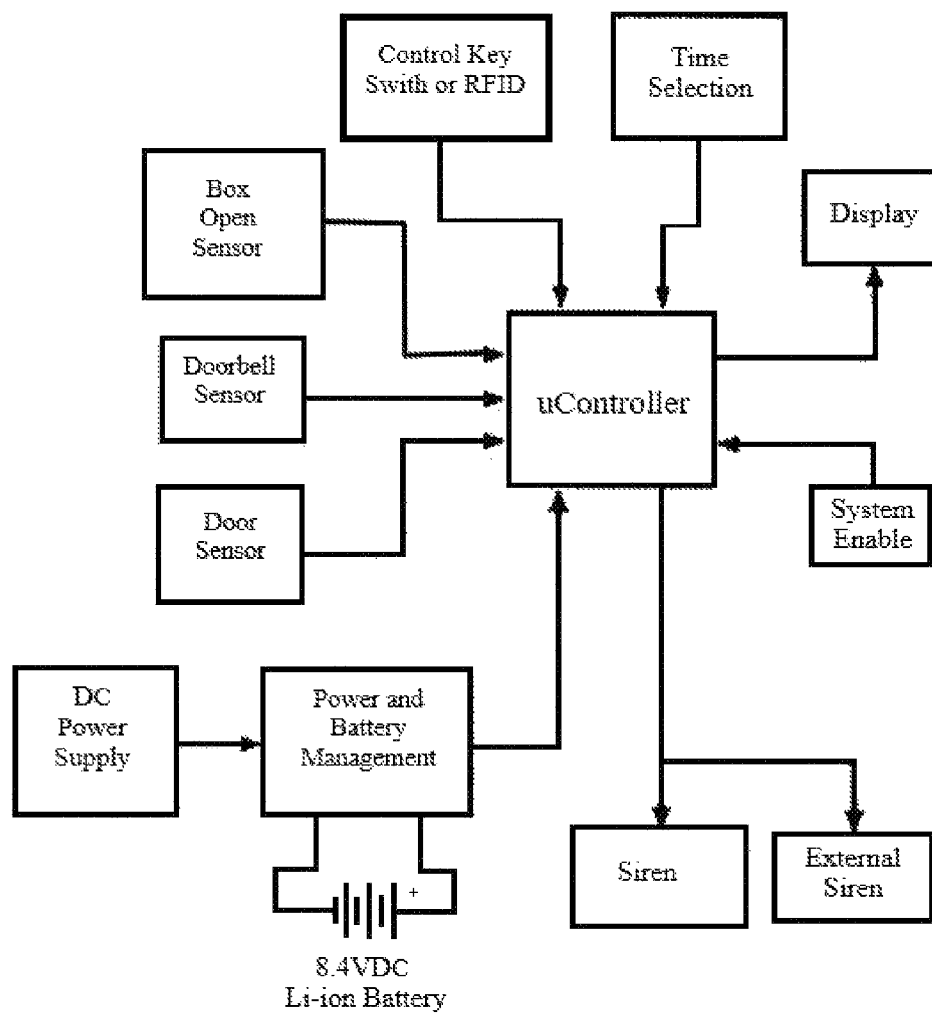 Control Key
Swith or RFID
Time
Selection
Box
Open
Sensor
Display
Doorbell
Sensor
uController
Door
Sensor
System
Enable
DC
Power
Supply
Power and
Battery
Management
+
Siren
External
Siren
8.4VDC
Li-ion Battery